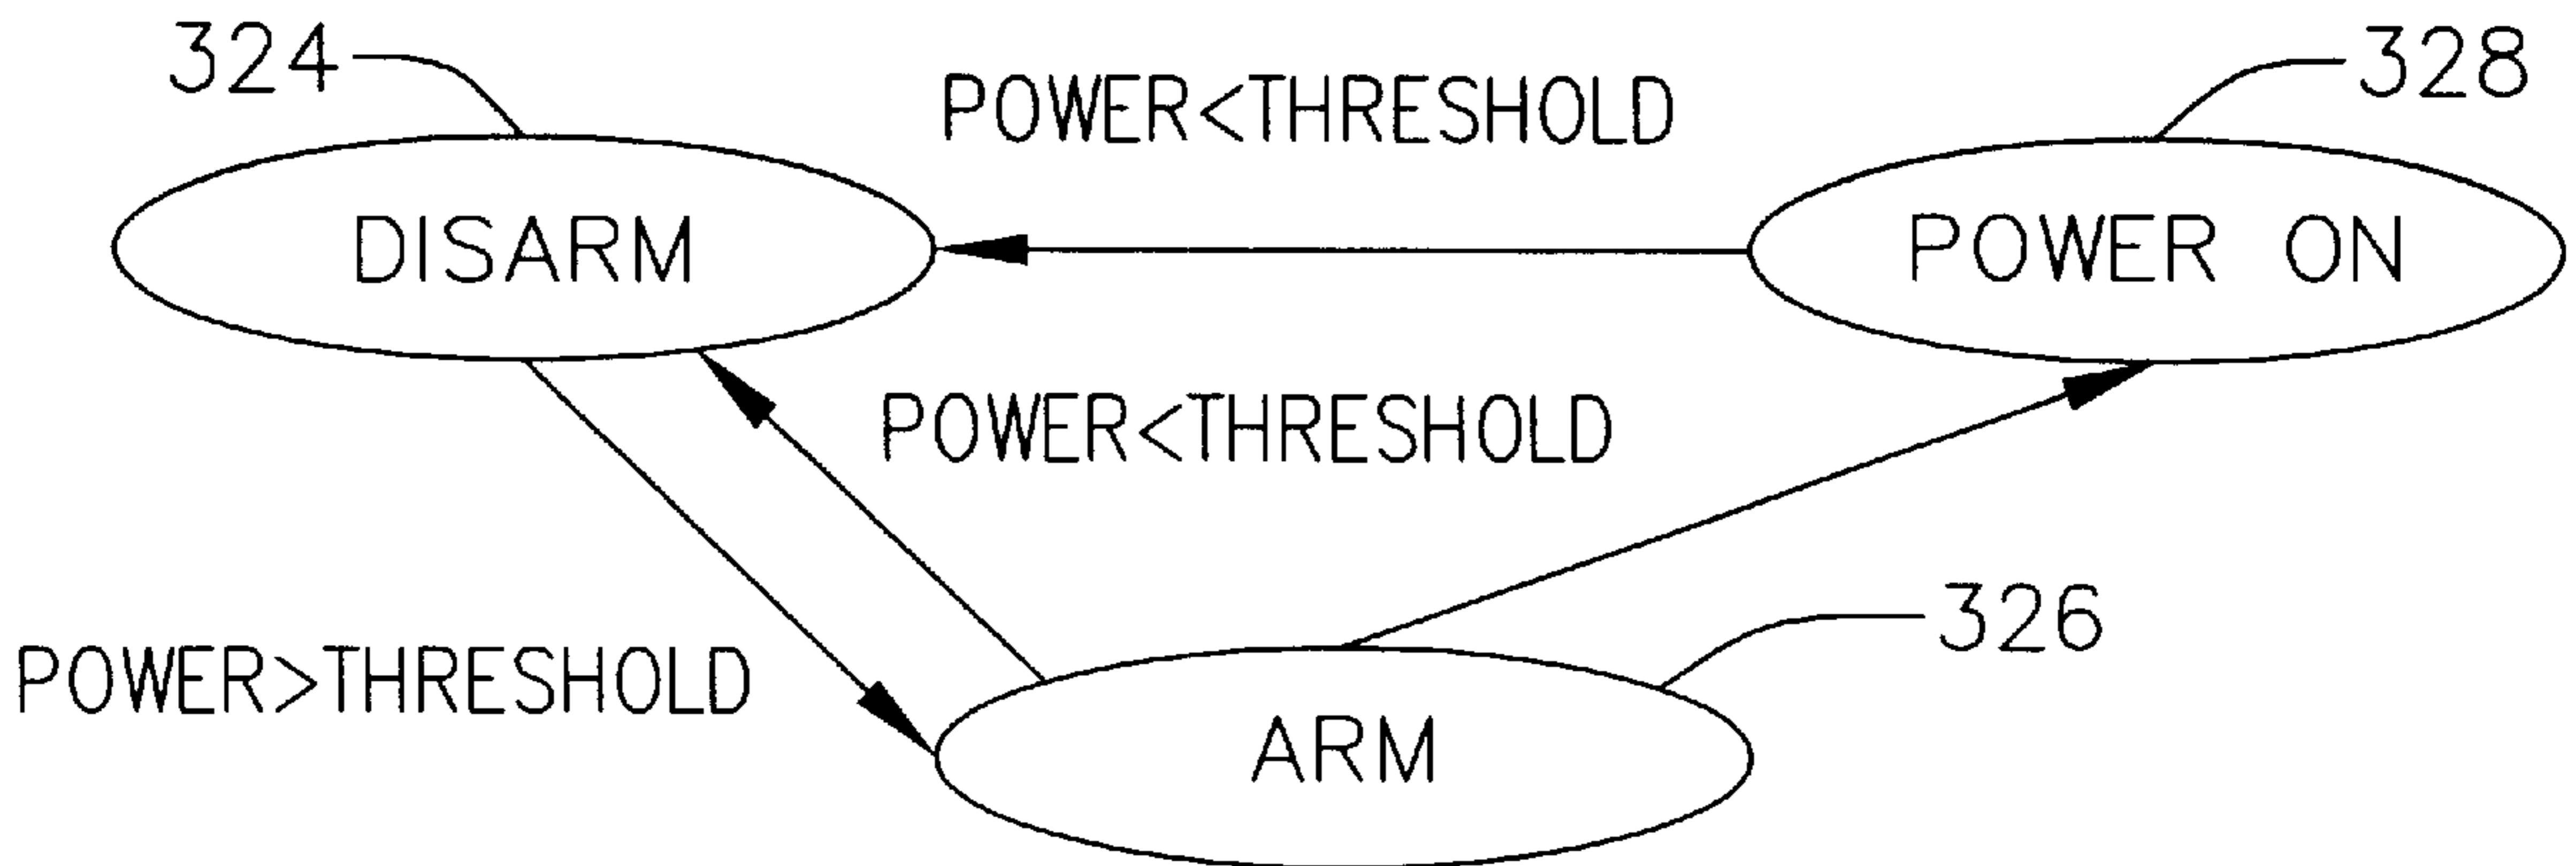 324
328
POWER<THRESHOLD
DISARM
POWER ON
POWER<THRESHOLD
326
POWER>THRESHOLD
ARM